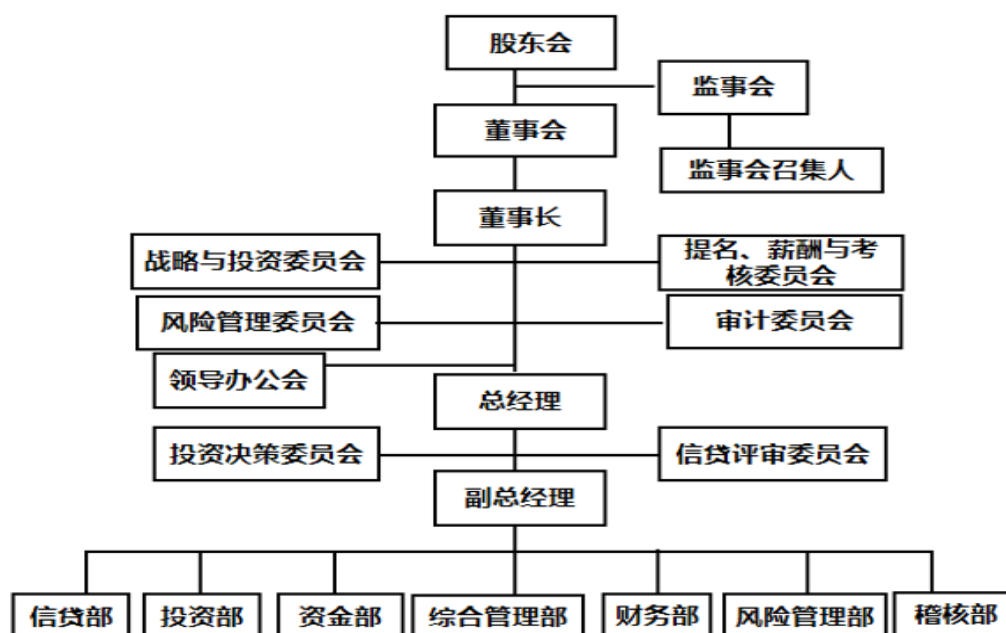 股东会
监事会
董事会
监事会召集人
董事长
战略与投资委员会
提名、薪酬与考
核委员会
风险管理委员会
审计委员会
领导办公会
总经理
投资决策委员会
信贷评审委员会
副总经理
信贷部
投资部
资金部
综合管理部
财务部
风险管理部
稽核部